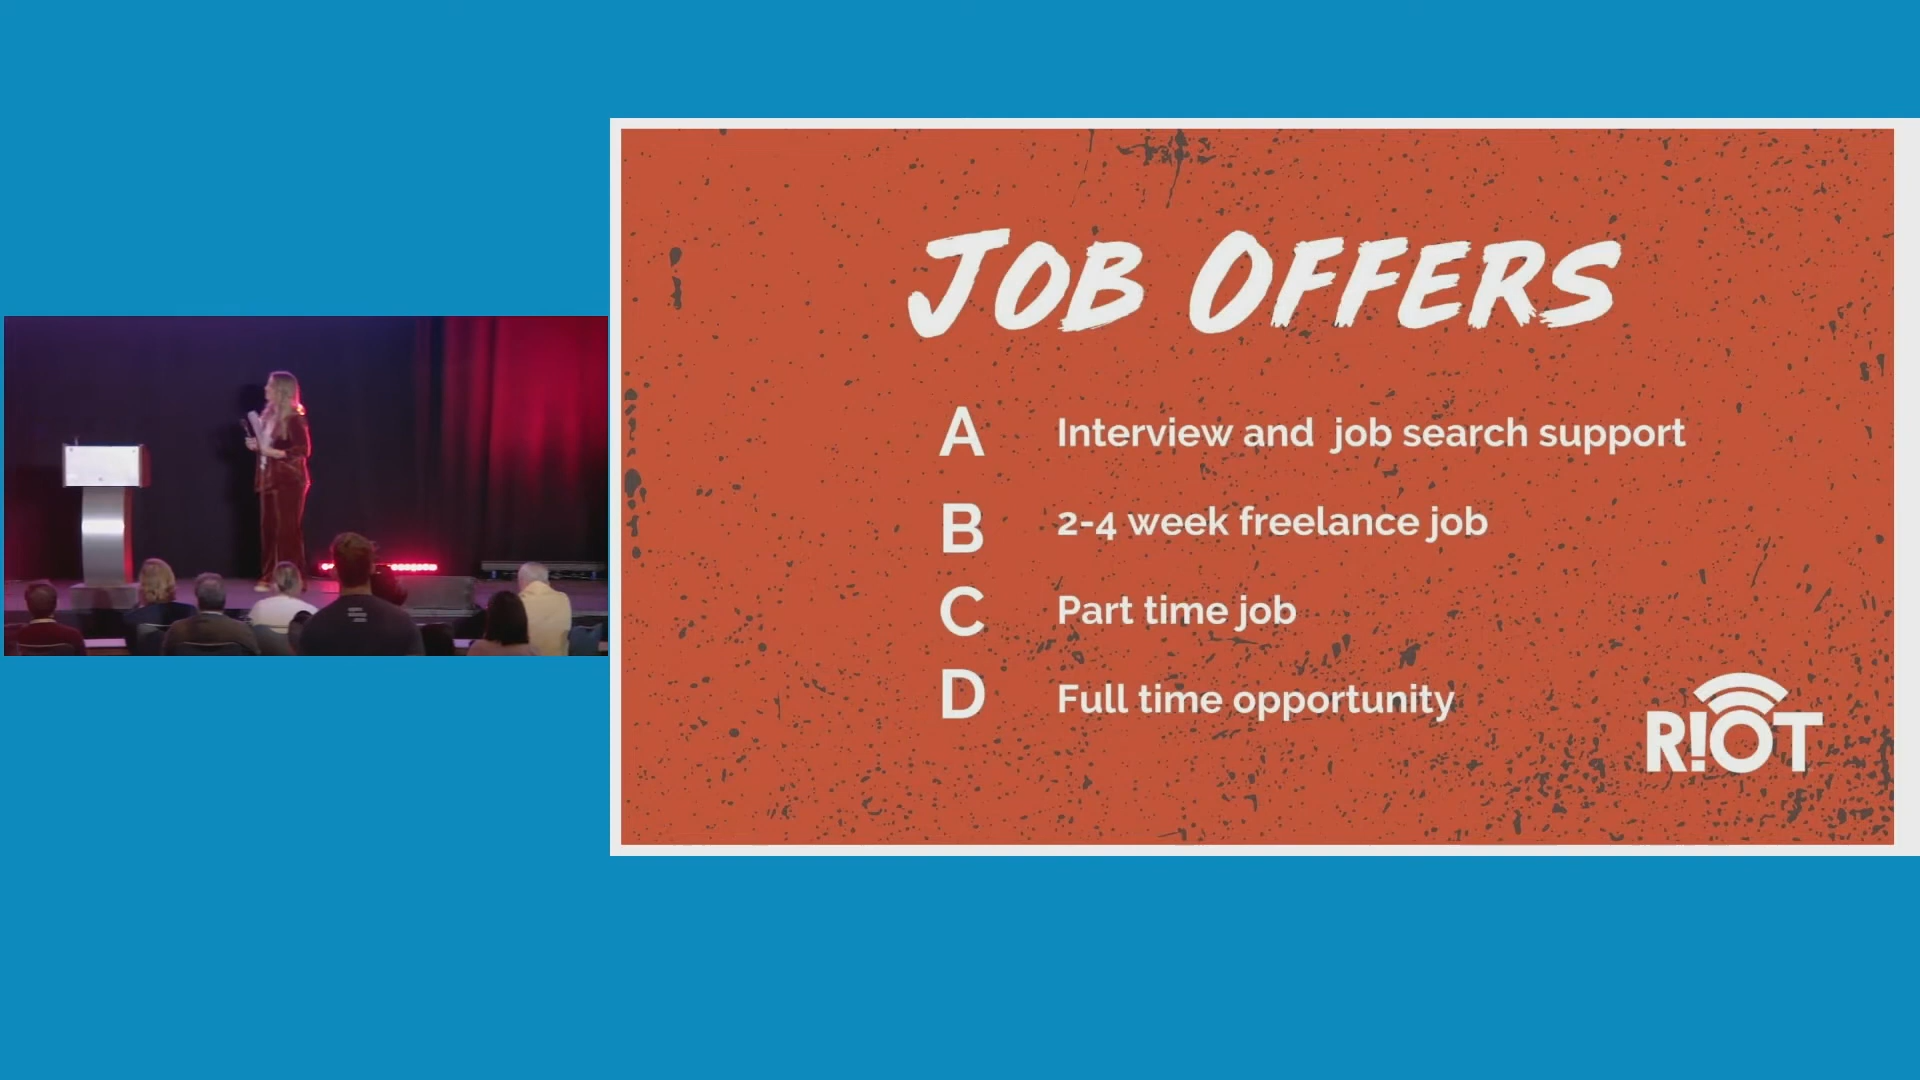 Job Offers
A Interview and job search support
B 2-4 week freelance job
C Part time job
D Full time opportunity
R!OT